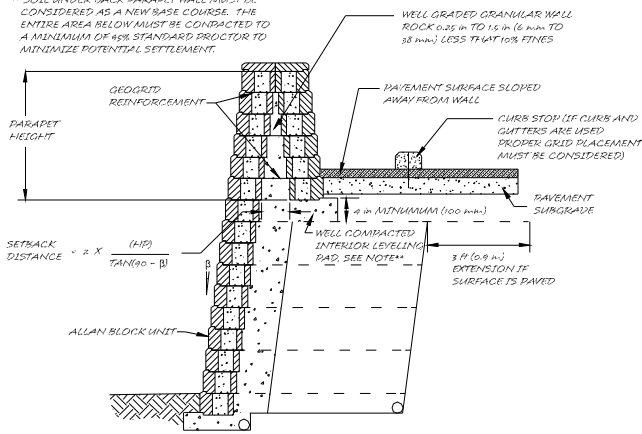 ** SOIL UNDER BACK PARAPET WALL MUST BE
CONSIDERED AS A NEW BASE COURSE. THE
ENTIRE AREA BELOW MUST BE COMPACTED TO
A MINIMUM OF 95% STANDARD PROCTOR TO
MINIMIZE POTENTIAL SETTLEMENT.
WELL GRADED GRANULAR WALL
ROCK 0.25 in TO 1.5 in (6 mm TO
38 mm) LESS THAT 10% FINES
GEOGRID
REINFORCEMENT
PAVEMENT SURFACE SLOPED
AWAY FROM WALL
PARAPET
HEIGHT
CURB STOP (IF CURB AND
GUTTERS ARE USED
PROPER GRID PLACEMENT
MUST BE CONSIDERED)
PAVEMENT
SUBGRADE
4 in MINUMUM (100 mm)
WELL COMPACTED
INTERIOR LEVELING
PAD, SEE NOTE**
SETBACK
DISTANCE = 2 X (HP)
TAN(90 - β)
β
3 ft (0.9 m)
EXTENSION IF
SURFACE IS PAVED
ALLAN BLOCK UNIT